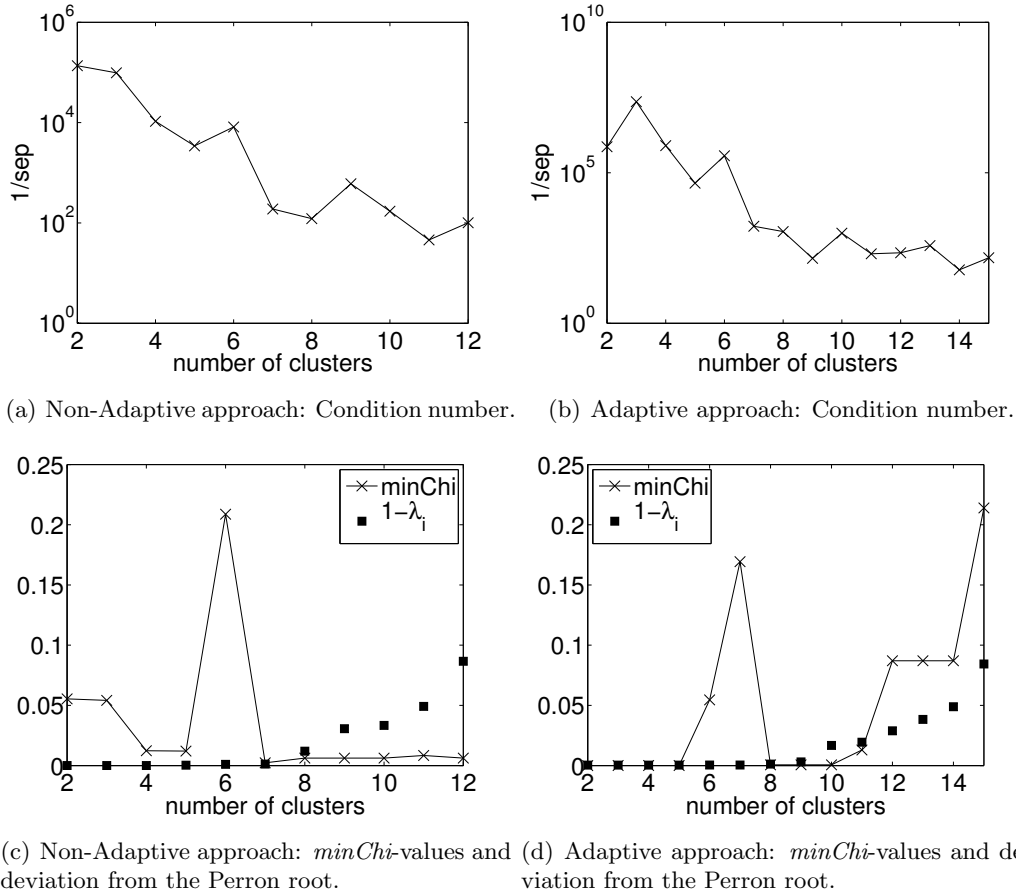 10^6
10^4
10^2
10^0
1/sep
2 4 6 8 10 12
number of clusters
(a) Non-Adaptive approach: Condition number.
10^10
10^5
10^0
1/sep
2 4 6 8 10 12 14
number of clusters
(b) Adaptive approach: Condition number.
0.25
0.2
0.15
0.1
0.05
0
minChi
1−λ_i
2 4 6 8 10 12
number of clusters
(c) Non-Adaptive approach: minChi-values and
deviation from the Perron root.
0.25
0.2
0.15
0.1
0.05
0
minChi
1−λ_i
2 4 6 8 10 12 14
number of clusters
(d) Adaptive approach: minChi-values and de
viation from the Perron root.